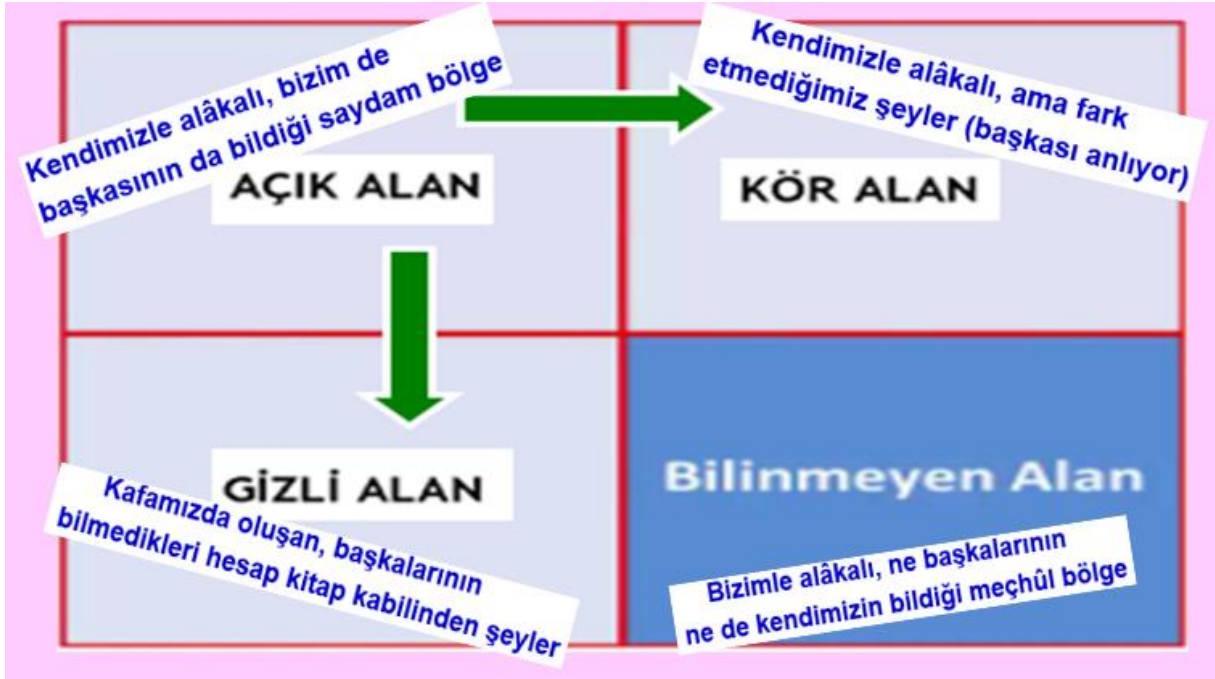 Kendimizle alâkalı, bizim de
başkasının da bildiği saydam bölge
AÇIK ALAN
Kendimizle alâkalı, ama fark
etmediğimiz şeyler (başkası anlıyor)
KÖR ALAN
GİZLİ ALAN
Kafamızda oluşan, başkalarının
bilmedikleri hesap kitap kabilinden şeyler
Bilinmeyen Alan
Bizimle alâkalı, ne başkalarının
ne de kendimizin bildiği meçhûl bölge